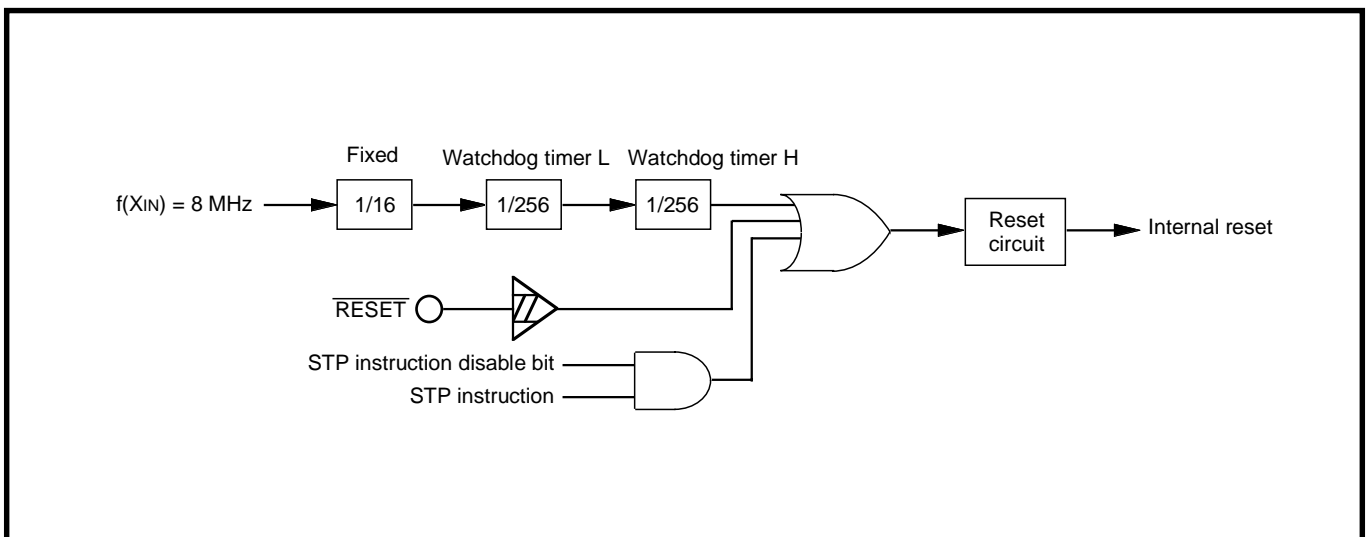 Fixed
Watchdog timer L
Watchdog timer H
f(XIN) = 8 MHz
1/16
1/256
1/256
Reset
circuit
Internal reset
RESET
STP instruction disable bit
STP instruction